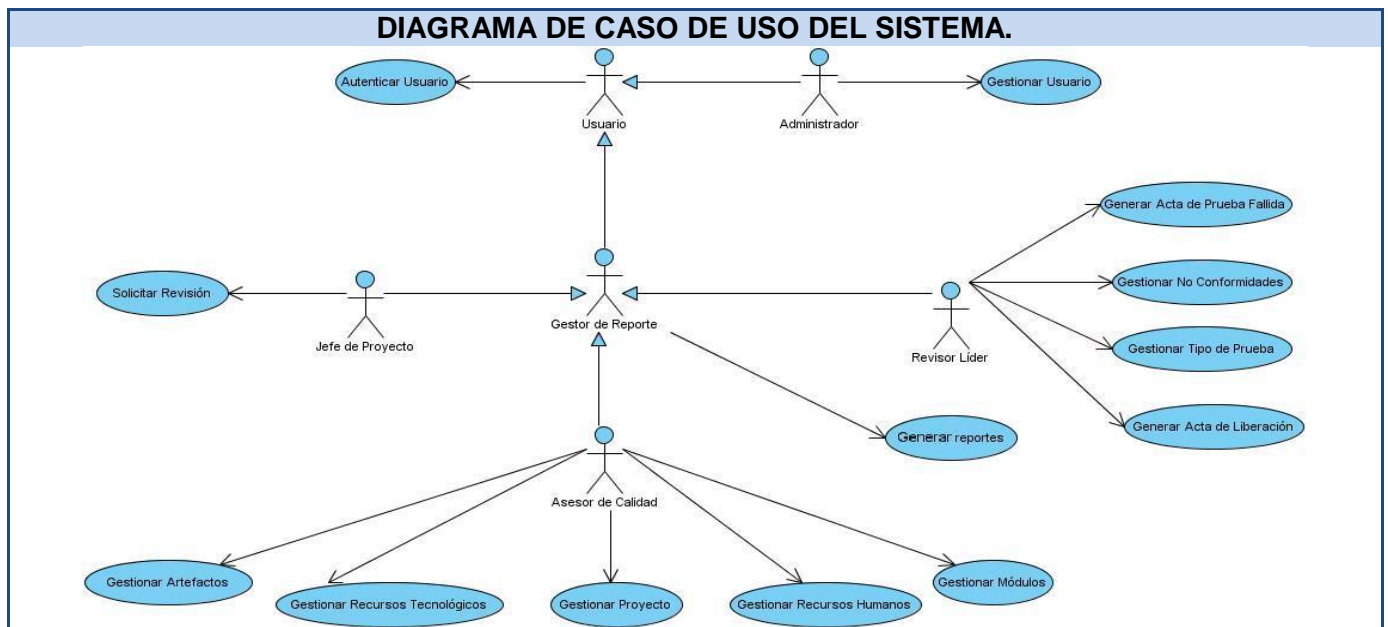 DIAGRAMA DE CASO DE USO DEL SISTEMA.
Autenticar Usuario
Gestionar Usuario
Usuario
Administrador
Generar Acta de Prueba Fallida
Solicitar Revisión
Gestionar No Conformidades
Gestor de Reporte
Jefe de Proyecto
Revisor Líder
Gestionar Tipo de Prueba
Generar Acta de Liberación
Generar reportes
Asesor de Calidad
Gestionar Artefactos
Gestionar Recursos Tecnológicos
Gestionar Proyecto
Gestionar Recursos Humanos
Gestionar Módulos